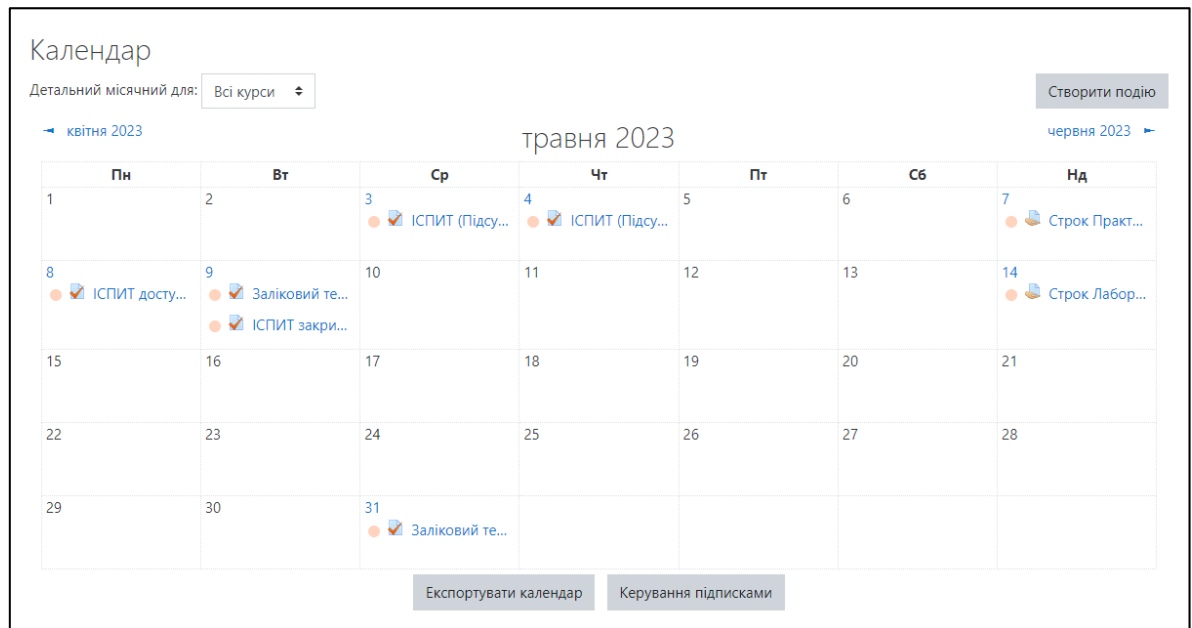 Календар
Детальний місячний для: Всі курси
Створити подію
◄ квітня 2023
травня 2023
червня 2023 ►
Пн Вт Ср Чт Пт Сб Нд
1 2 3 4 5 6 7
ІСПИТ (Підсу... ІСПИТ (Підсу... Строк Практ...
8 9 10 11 12 13 14
ІСПИТ досту... Заліковий те... Строк Лабор...
ІСПИТ закри...
15 16 17 18 19 20 21
22 23 24 25 26 27 28
29 30 31
Заліковий те...
Експортувати календар Керування підписками